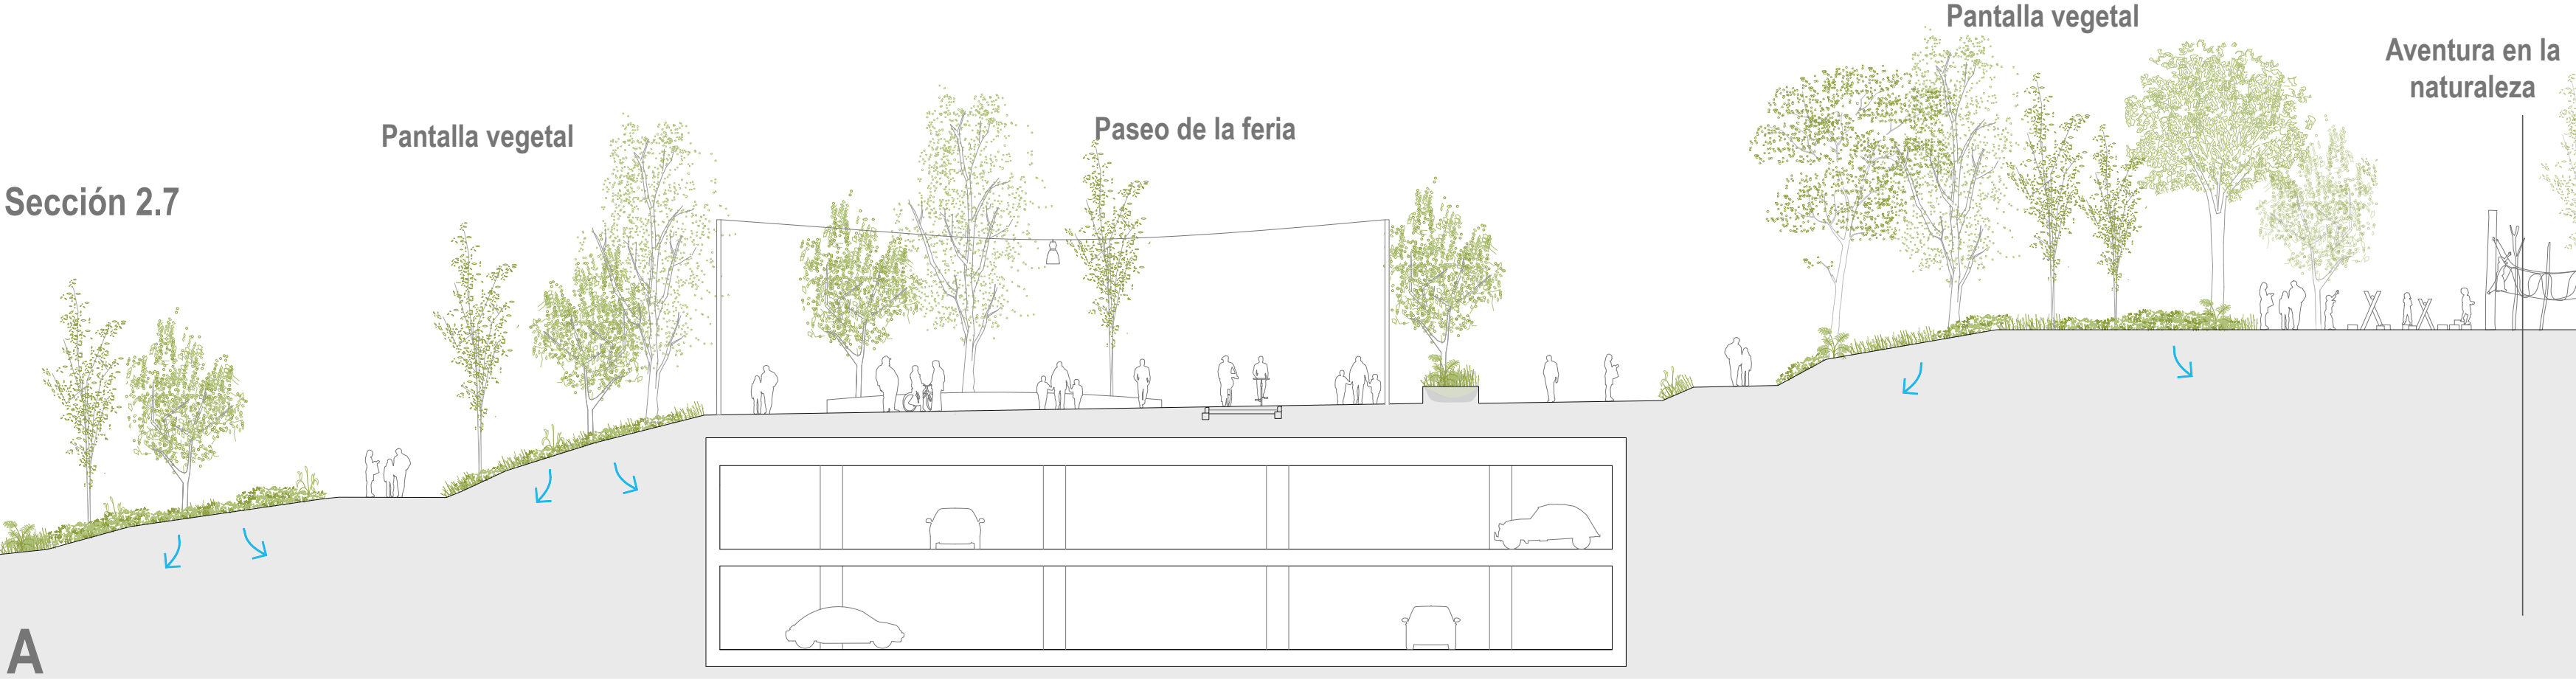 Pantalla vegetal
Aventura en la
naturaleza
Paseo de la feria
Pantalla vegetal
Sección 2.7
A